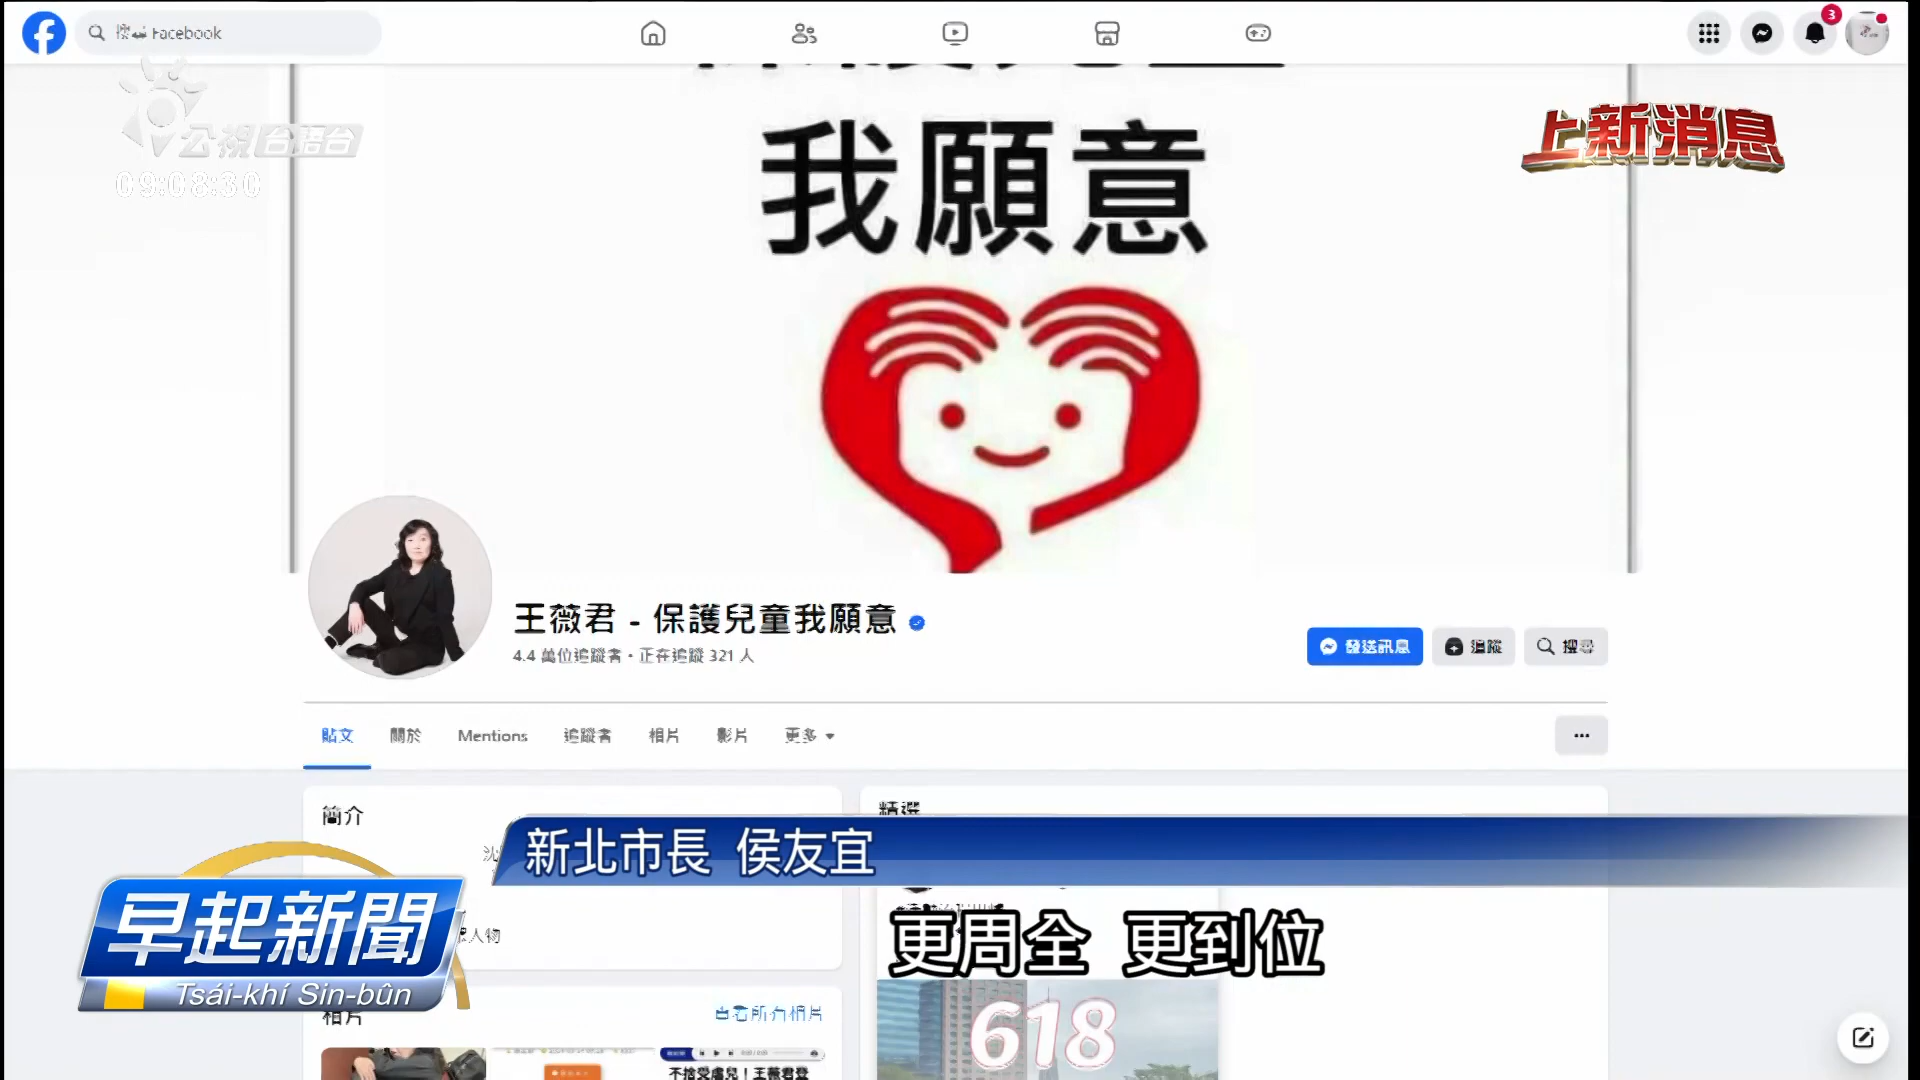 Facebook
3
公視台語台
09:08:30
上新消息
我願意
王薇君 - 保護兒童我願意
4.4 萬位追蹤者 · 正在追蹤 321 人
發送訊息
追蹤
搜尋
貼文
關於
Mentions
追蹤者
相片
影片
更多
簡介
精選
新北市長 侯友宜
早起新聞
Tsái-khí Sin-bûn
人物
更周全 更到位
相片
618
不捨受虐兒！王薇君登